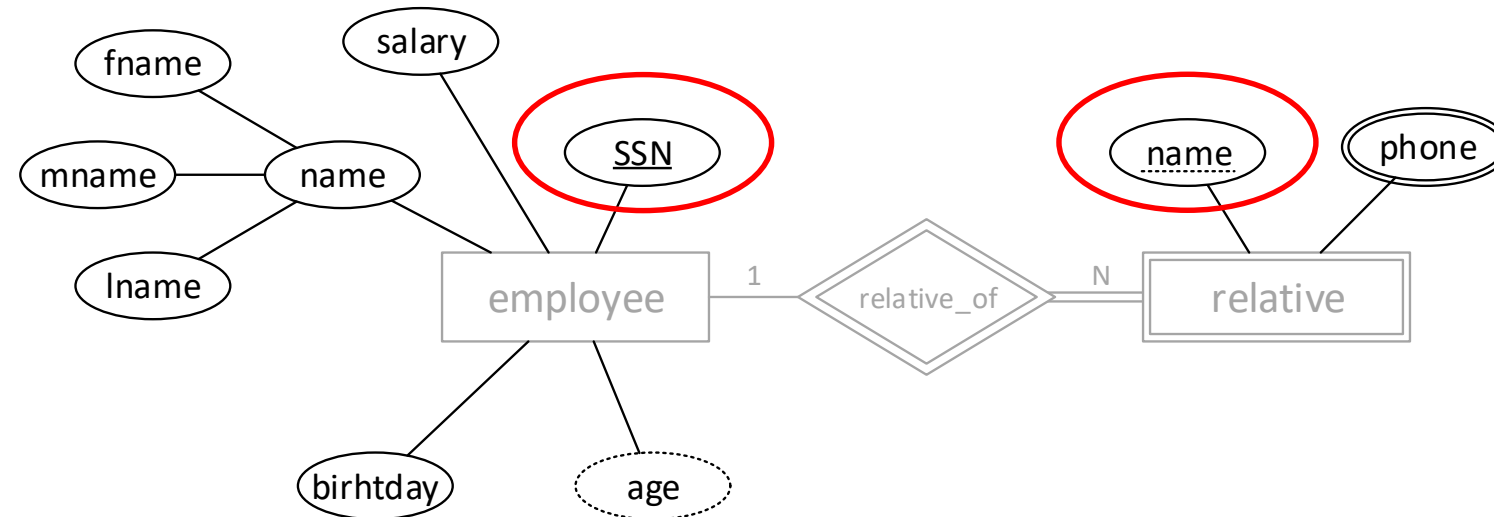 salary
fname
SSN
name
phone
mname
name
lname
employee
1
relative_of
N
relative
birhtday
age